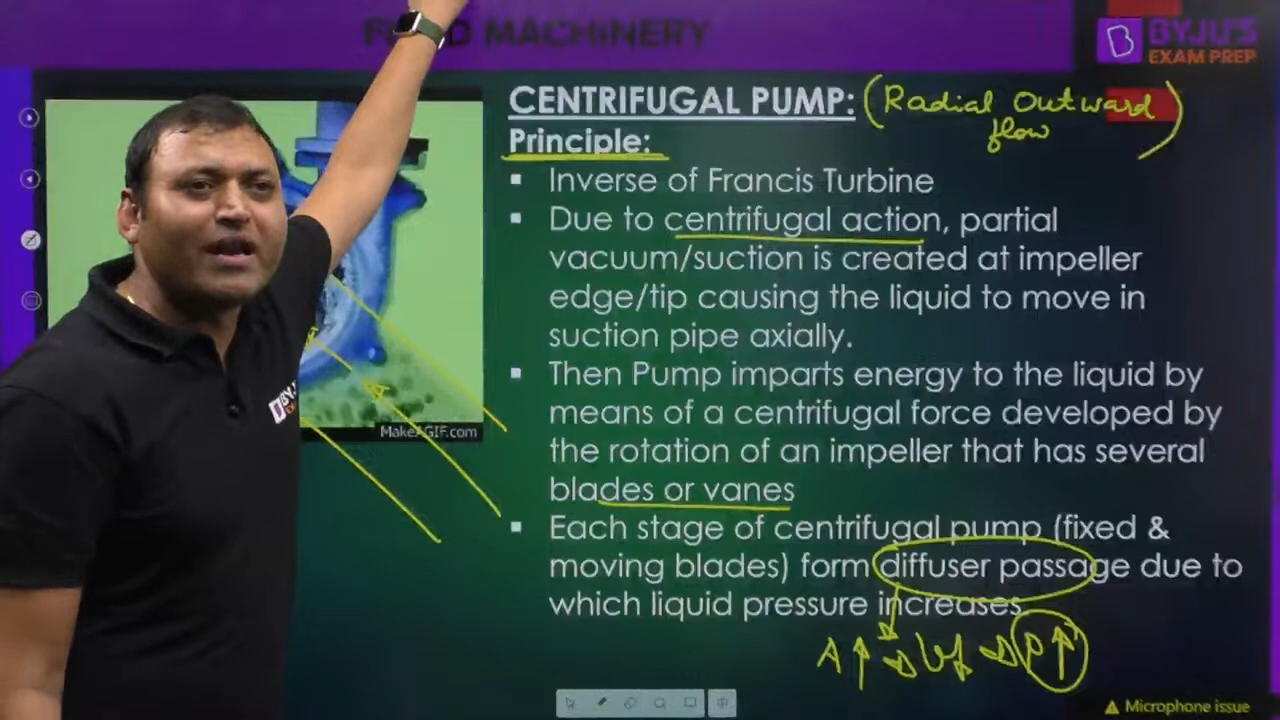 FLUID MACHINERY
BYJU'S
EXAM PREP
CENTRIFUGAL PUMP: (Radial Outward
flow)
Principle:
▪ Inverse of Francis Turbine
▪ Due to centrifugal action, partial
vacuum/suction is created at impeller
edge/tip causing the liquid to move in
suction pipe axially.
▪ Then Pump imparts energy to the liquid by
means of a centrifugal force developed by
the rotation of an impeller that has several
blades or vanes
▪ Each stage of centrifugal pump (fixed &
moving blades) form diffuser passage due to
which liquid pressure increases
A↑ → V↓ → P↑
MakeAGIF.com
BYJU
EX
Microphone issue